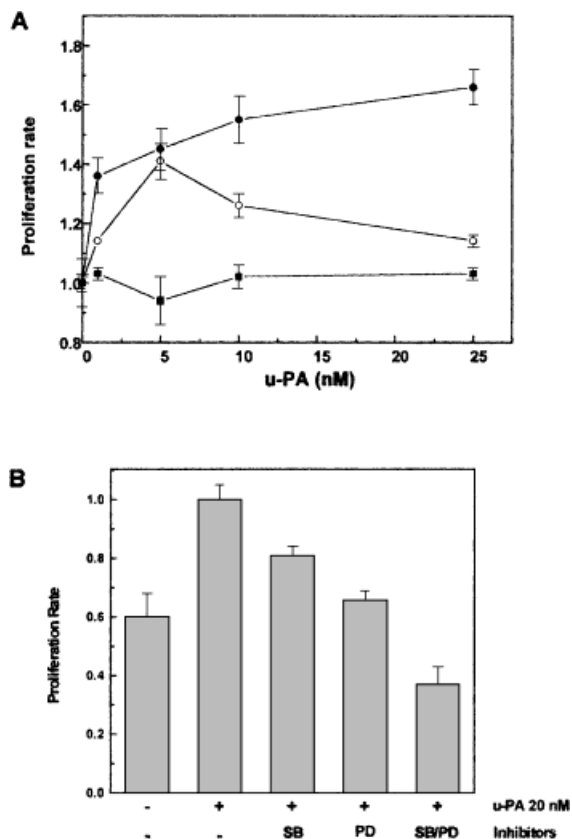 A
Proliferation rate
1.8
1.6
1.4
1.2
1.0
0.8
0 5 10 15 20 25
u-PA (nM)
B
Proliferation Rate
1.0
0.8
0.6
0.4
0.2
0.0
- + + + + u-PA 20 nM
- - SB PD SB/PD Inhibitors